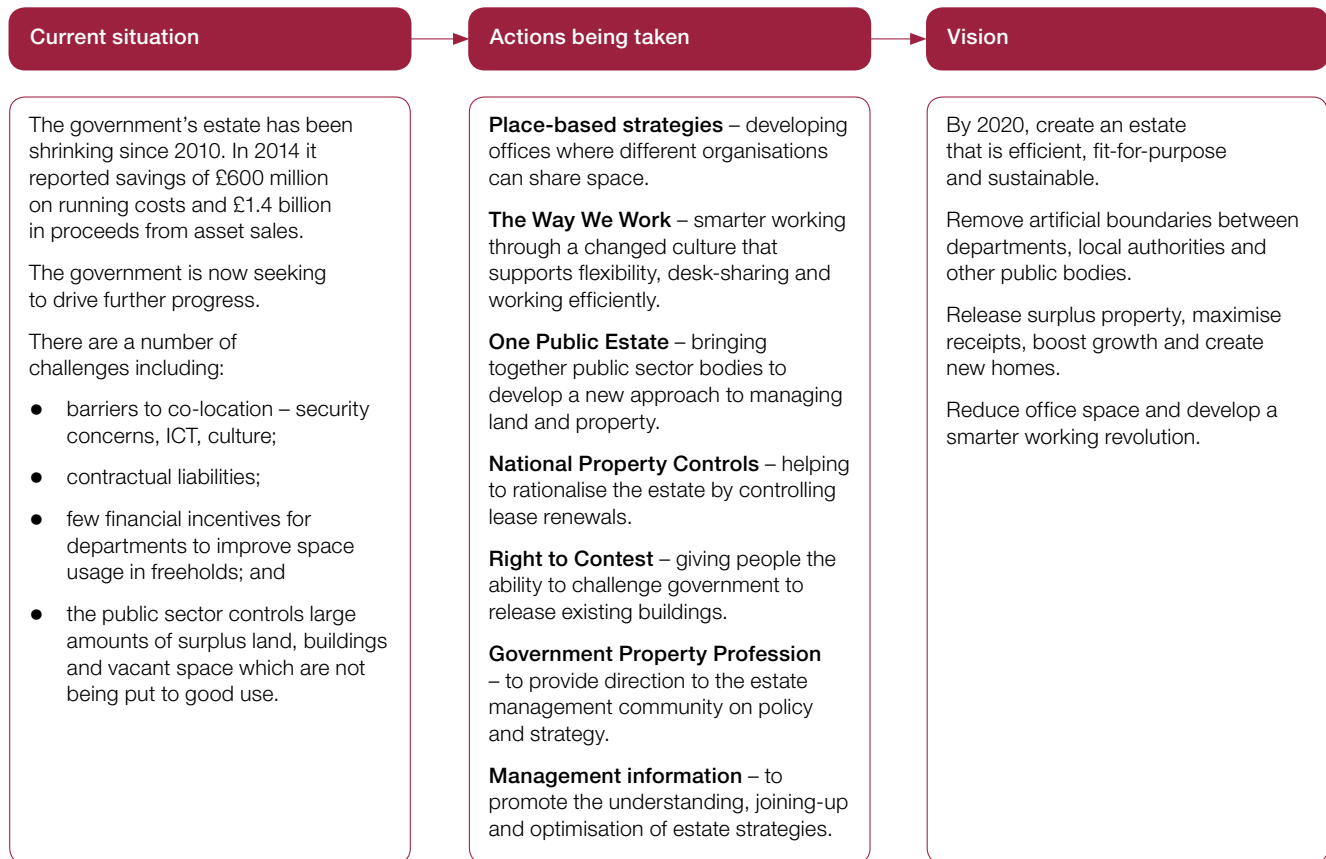 Current situation
Actions being taken
Vision
The government’s estate has been
shrinking since 2010. In 2014 it
reported savings of £600 million
on running costs and £1.4 billion
in proceeds from asset sales.
The government is now seeking
to drive further progress.
There are a number of
challenges including:
● barriers to co-location – security
concerns, ICT, culture;
● contractual liabilities;
● few financial incentives for
departments to improve space
usage in freeholds; and
● the public sector controls large
amounts of surplus land, buildings
and vacant space which are not
being put to good use.
Place-based strategies – developing
offices where different organisations
can share space.
The Way We Work – smarter working
through a changed culture that
supports flexibility, desk-sharing and
working efficiently.
One Public Estate – bringing
together public sector bodies to
develop a new approach to managing
land and property.
National Property Controls – helping
to rationalise the estate by controlling
lease renewals.
Right to Contest – giving people the
ability to challenge government to
release existing buildings.
Government Property Profession
– to provide direction to the estate
management community on policy
and strategy.
Management information – to
promote the understanding, joining-up
and optimisation of estate strategies.
By 2020, create an estate
that is efficient, fit-for-purpose
and sustainable.
Remove artificial boundaries between
departments, local authorities and
other public bodies.
Release surplus property, maximise
receipts, boost growth and create
new homes.
Reduce office space and develop a
smarter working revolution.